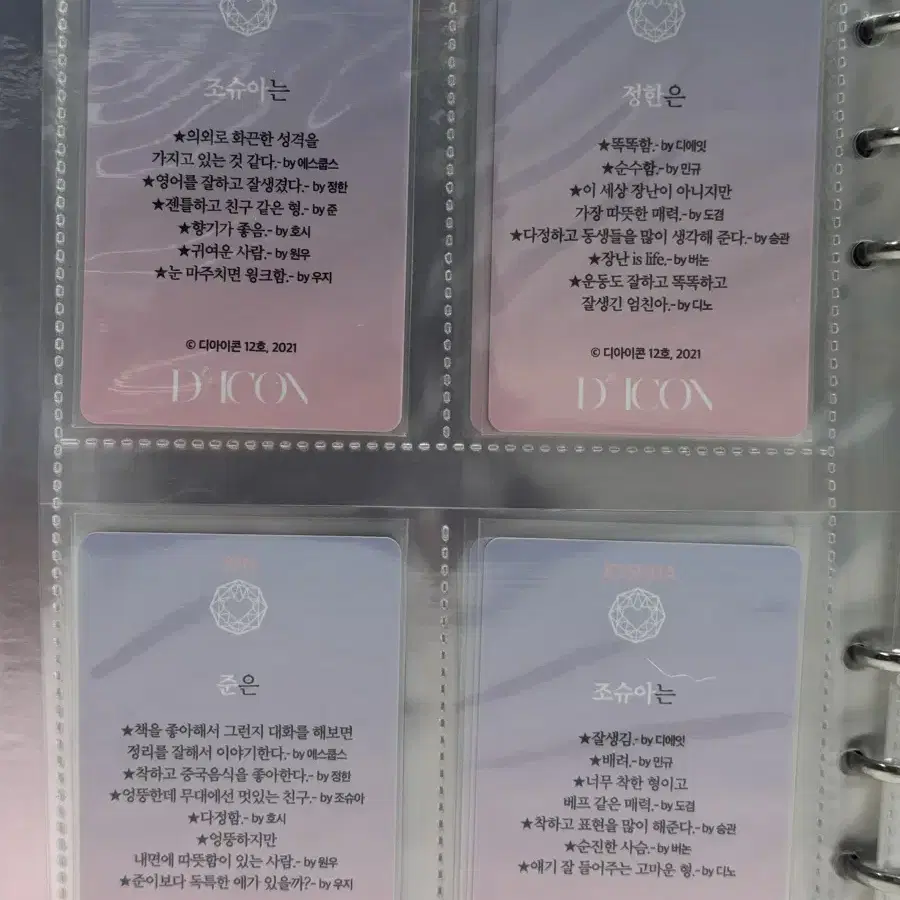 조슈아는
★의외로 화끈한 성격을
가지고 있는 것 같다.- by 에스쿱스
★영어를 잘하고 잘생겼다.- by 정한
★젠틀하고 친구 같은 형.- by 준
★향기가 좋음.- by 호시
★귀여운 사람.- by 원우
★눈 마주치면 윙크함.- by 우지
© 디아이콘 12호, 2021
D'ICON
정한은
★똑똑함.- by 디에잇
★순수함.- by 민규
★이 세상 장난이 아니지만
가장 따뜻한 매력.- by 도겸
★다정하고 동생들을 많이 생각해 준다.- by 승관
★장난 is life.- by 버논
★운동도 잘하고 똑똑하고
잘생긴 엄친아.- by 디노
© 디아이콘 12호, 2021
D'ICON
준은
★책을 좋아해서 그런지 대화를 해보면
정리를 잘해서 이야기한다.- by 에스쿱스
★착하고 중국음식을 좋아한다.- by 정한
★엉뚱한데 무대에선 멋있는 친구.- by 조슈아
★다정함.- by 호시
★엉뚱하지만
내면에 따뜻함이 있는 사람.- by 원우
★준이보다 독특한 애가 있을까?- by 우지
조슈아는
★잘생김.- by 디에잇
★배려.- by 민규
★너무 착한 형이고
베프 같은 매력.- by 도겸
★착하고 표현을 많이 해준다.- by 승관
★순진한 사슴.- by 버논
★얘기 잘 들어주는 고마운 형.- by 디노